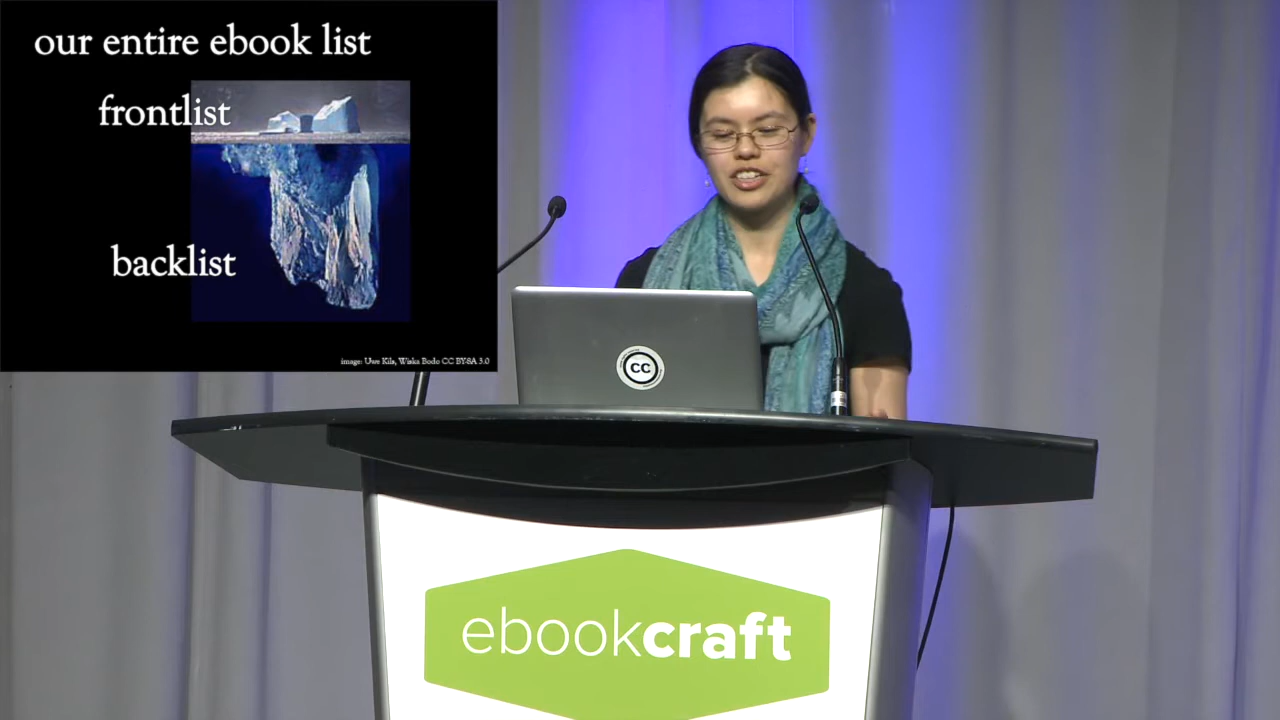 our entire ebook list
frontlist
backlist
image: Uwe Kils, Wiska Bodo CC BY-SA 3.0
CC
ebookcraft